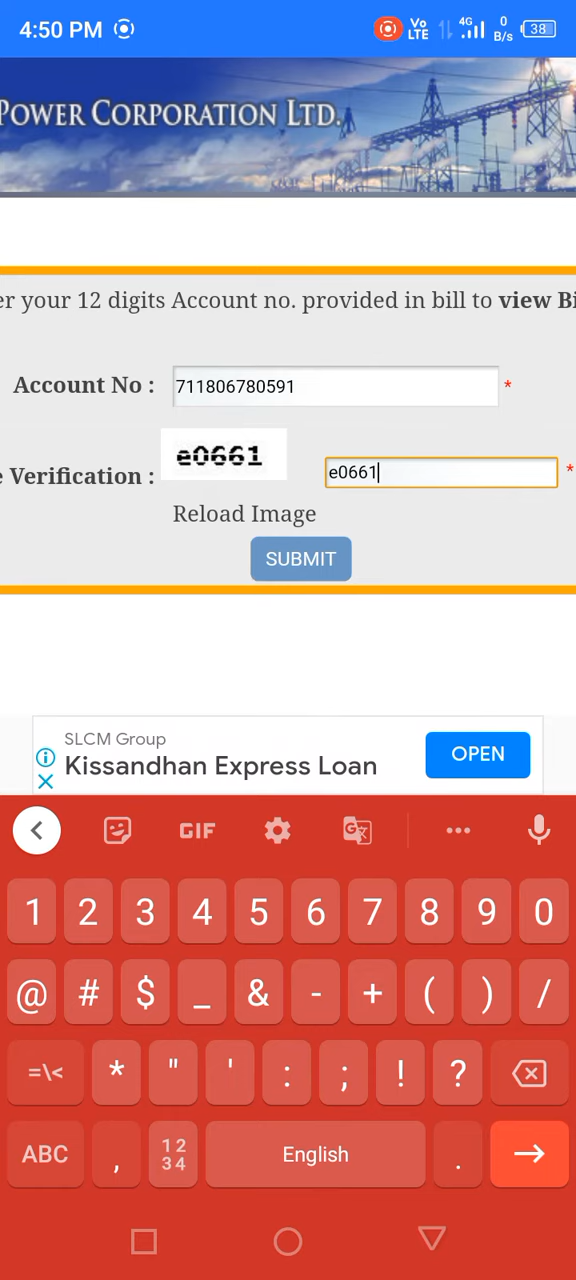 4:50 PM
Vo LTE 4G 0 B/s 38
POWER CORPORATION LTD.
er your 12 digits Account no. provided in bill to view Bi
Account No : 711806780591 *
e0661
e Verification : e0661 *
Reload Image
SUBMIT
SLCM Group
Kissandhan Express Loan
OPEN
GIF
1 2 3 4 5 6 7 8 9 0
@ # $ _ & - + ( ) /
=\< * " ' : ; ! ?
ABC , 12 34 English .